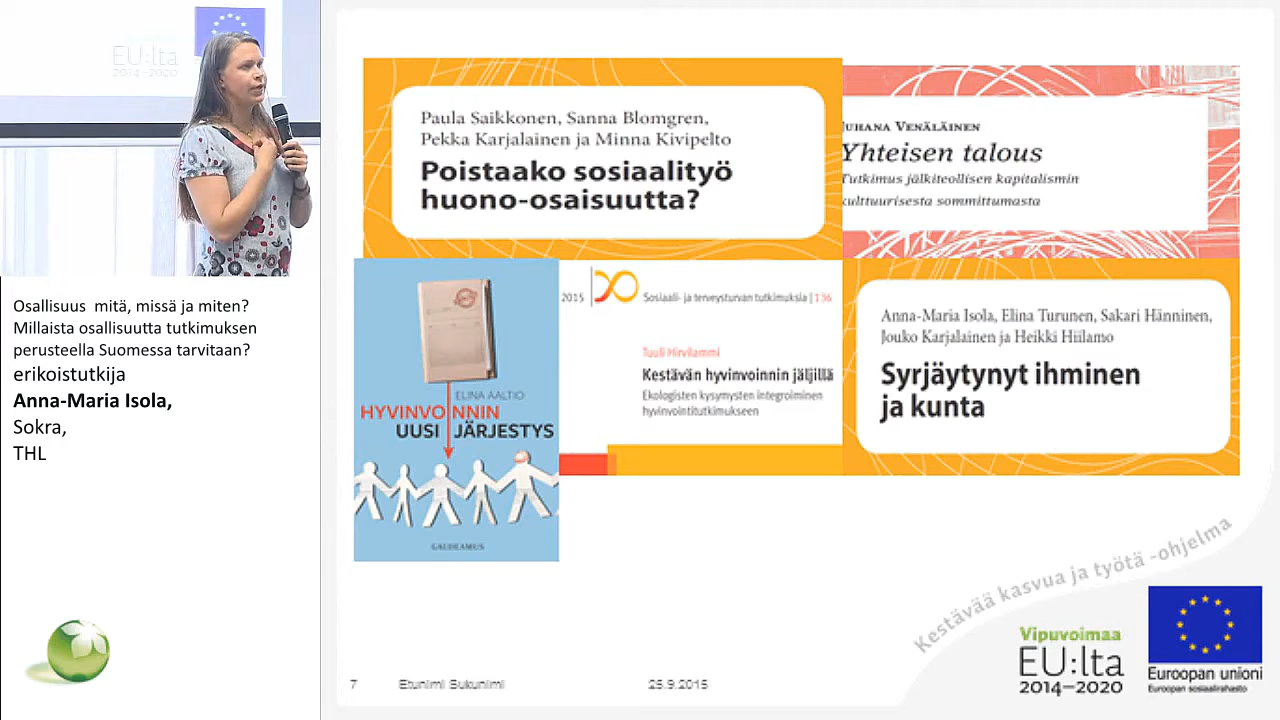 EU:lta
2014–2020
Osallisuus mitä, missä ja miten?
Millaista osallisuutta tutkimuksen
perusteella Suomessa tarvitaan?
erikoistutkija
Anna-Maria Isola,
Sokra,
THL
Paula Saikkonen, Sanna Blomgren,
Pekka Karjalainen ja Minna Kivipelto
Poistaako sosiaalityö
huono-osaisuutta?
JUHANA VENÄLÄINEN
Yhteisen talous
Tutkimus jälkiteollisen kapitalismin
kulttuurisesta sommittumasta
ELINA AALTIO
HYVINVOINNIN
UUSI JÄRJESTYS
GAUDEAMUS
2015
Sosiaali- ja terveysturvan tutkimuksia | 136
Tuuli Hirvilammi
Kestävän hyvinvoinnin jäljillä
Ekologisten kysymysten integroiminen
hyvinvointitutkimukseen
Anna-Maria Isola, Elina Turunen, Sakari Hänninen,
Jouko Karjalainen ja Heikki Hiilamo
Syrjäytynyt ihminen
ja kunta
Kestävää kasvua ja työtä -ohjelma
Vipuvoimaa
EU:lta
2014–2020
Euroopan unioni
Euroopan sosiaalirahasto
7
Etunimi Sukunimi
25.9.2015